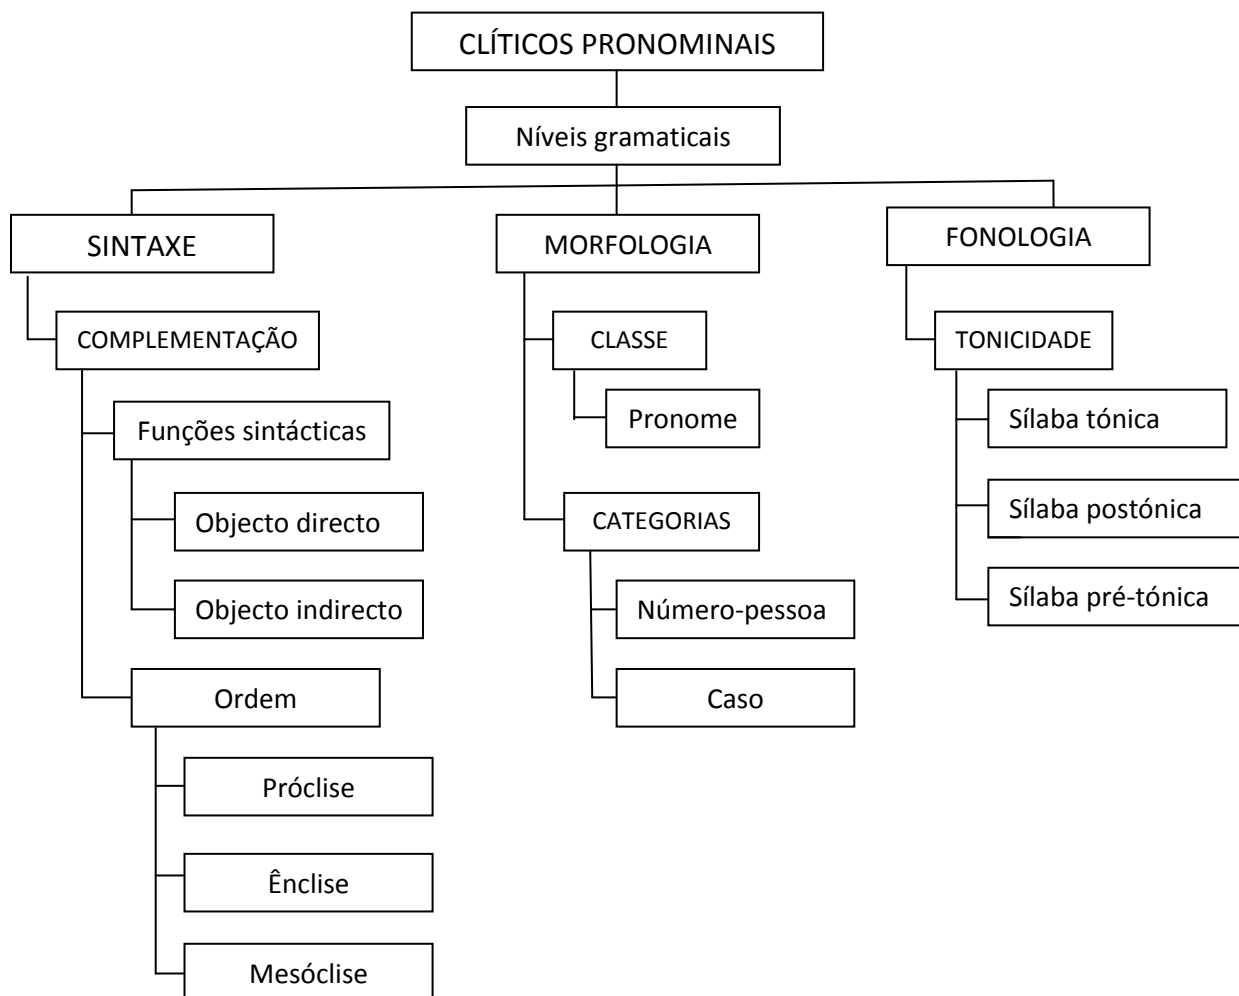 CLÍTICOS PRONOMINAIS
Níveis gramaticais
SINTAXE
COMPLEMENTAÇÃO
Funções sintácticas
Objecto directo
Objecto indirecto
Ordem
Próclise
Ênclise
Mesóclise
MORFOLOGIA
CLASSE
Pronome
CATEGORIAS
Número-pessoa
Caso
FONOLOGIA
TONICIDADE
Sílaba tónica
Sílaba postónica
Sílaba pré-tónica